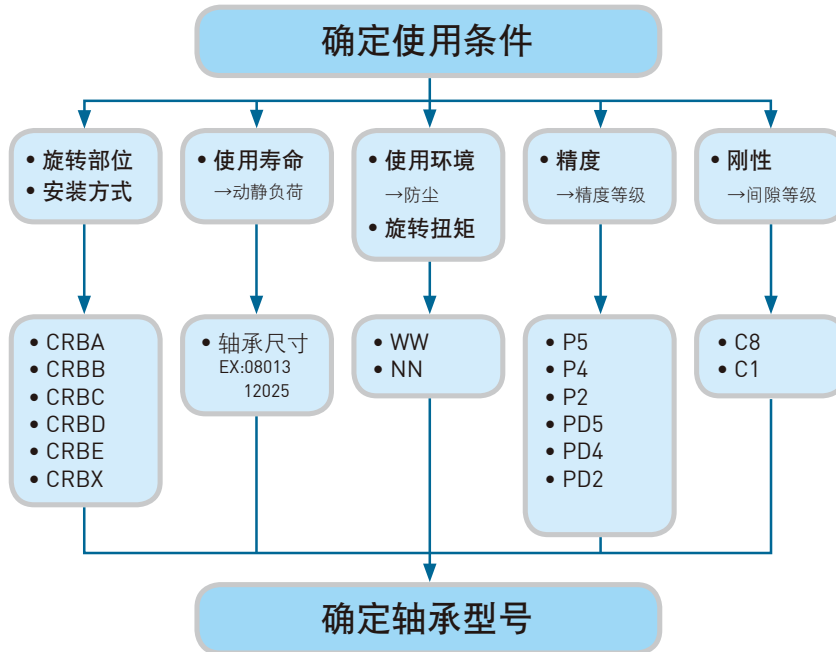 确定使用条件
• 旋转部位
• 安装方式
• 使用寿命
→动静负荷
• 使用环境
→防尘
• 旋转扭矩
• 精度
→精度等级
• 刚性
→间隙等级
• CRBA
• CRBB
• CRBC
• CRBD
• CRBE
• CRBX
• 轴承尺寸
EX:08013
12025
• WW
• NN
• P5
• P4
• P2
• PD5
• PD4
• PD2
• C8
• C1
确定轴承型号